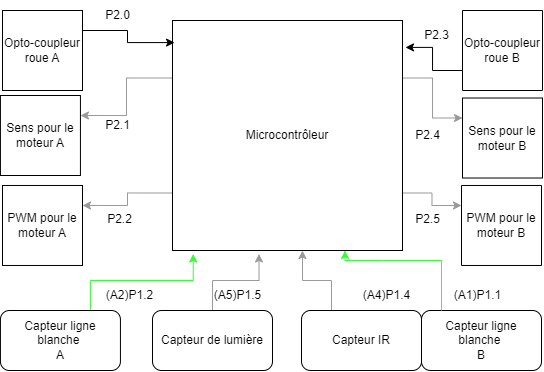 P2.0
Opto-coupleur
roue A
P2.3
Opto-coupleur
roue B
Sens pour le
moteur A
P2.1
Microcontrôleur
P2.4
Sens pour le
moteur B
PWM pour le
moteur A
P2.2
P2.5
PWM pour le
moteur B
(A2)P1.2
(A5)P1.5
(A4)P1.4
(A1)P1.1
Capteur ligne
blanche
A
Capteur de lumière
Capteur IR
Capteur ligne
blanche
B